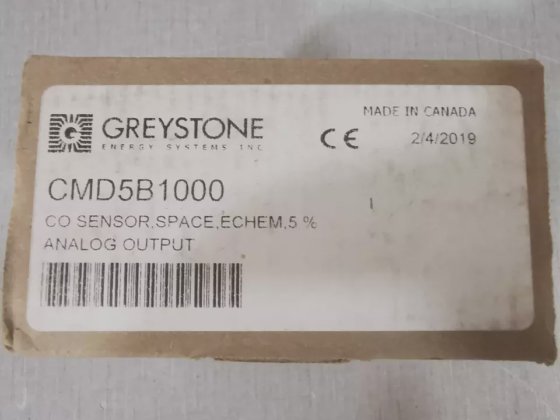 GREYSTONE
ENERGY SYSTEMS INC
MADE IN CANADA
CE
2/4/2019
CMD5B1000
CO SENSOR,SPACE,ECHEM,5 %
ANALOG OUTPUT